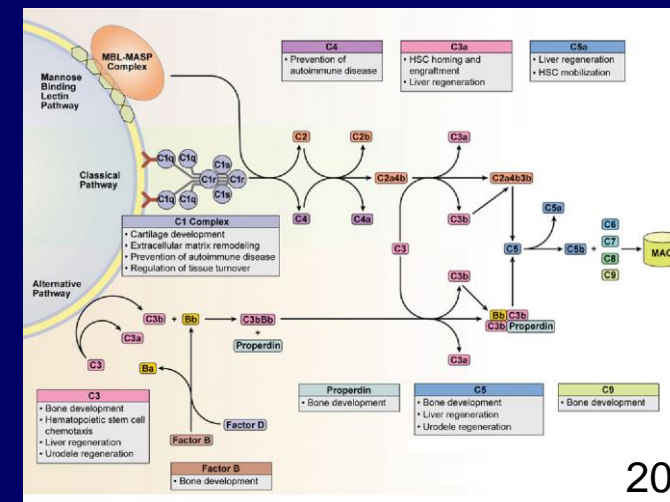 C4
• Prevention of
autoimmune disease
C3a
• HSC homing and
engraftment
• Liver regeneration
C5a
• Liver regeneration
• HSC mobilization
MBL-MASP
Complex
Mannose
Binding
Lectin
Pathway
Classical
Pathway
Alternative
Pathway
C1q C1q C1s
C1r C1r
C1q C1q C1s
C1 Complex
• Cartilage development
• Extracellular matrix remodeling
• Prevention of autoimmune disease
• Regulation of tissue turnover
C2
C2b
C4
C4a
C2a4b
C3a
C3b
C3
C2a4b3b
C5a
C5
C5b
+
C6
C7
C8
C9
MAC
C3b
C3a
Bb C3b
C3b Properdin
C3b + Bb
C3a
C3
C3bBb
+
Properdin
Ba
Factor D
Factor B
C3
• Bone development
• Hematopoietic stem cell
chemotaxis
• Liver regeneration
• Urodele regeneration
Factor B
• Bone development
Properdin
• Bone development
C5
• Bone development
• Liver regeneration
• Urodele regeneration
C9
• Bone development
20